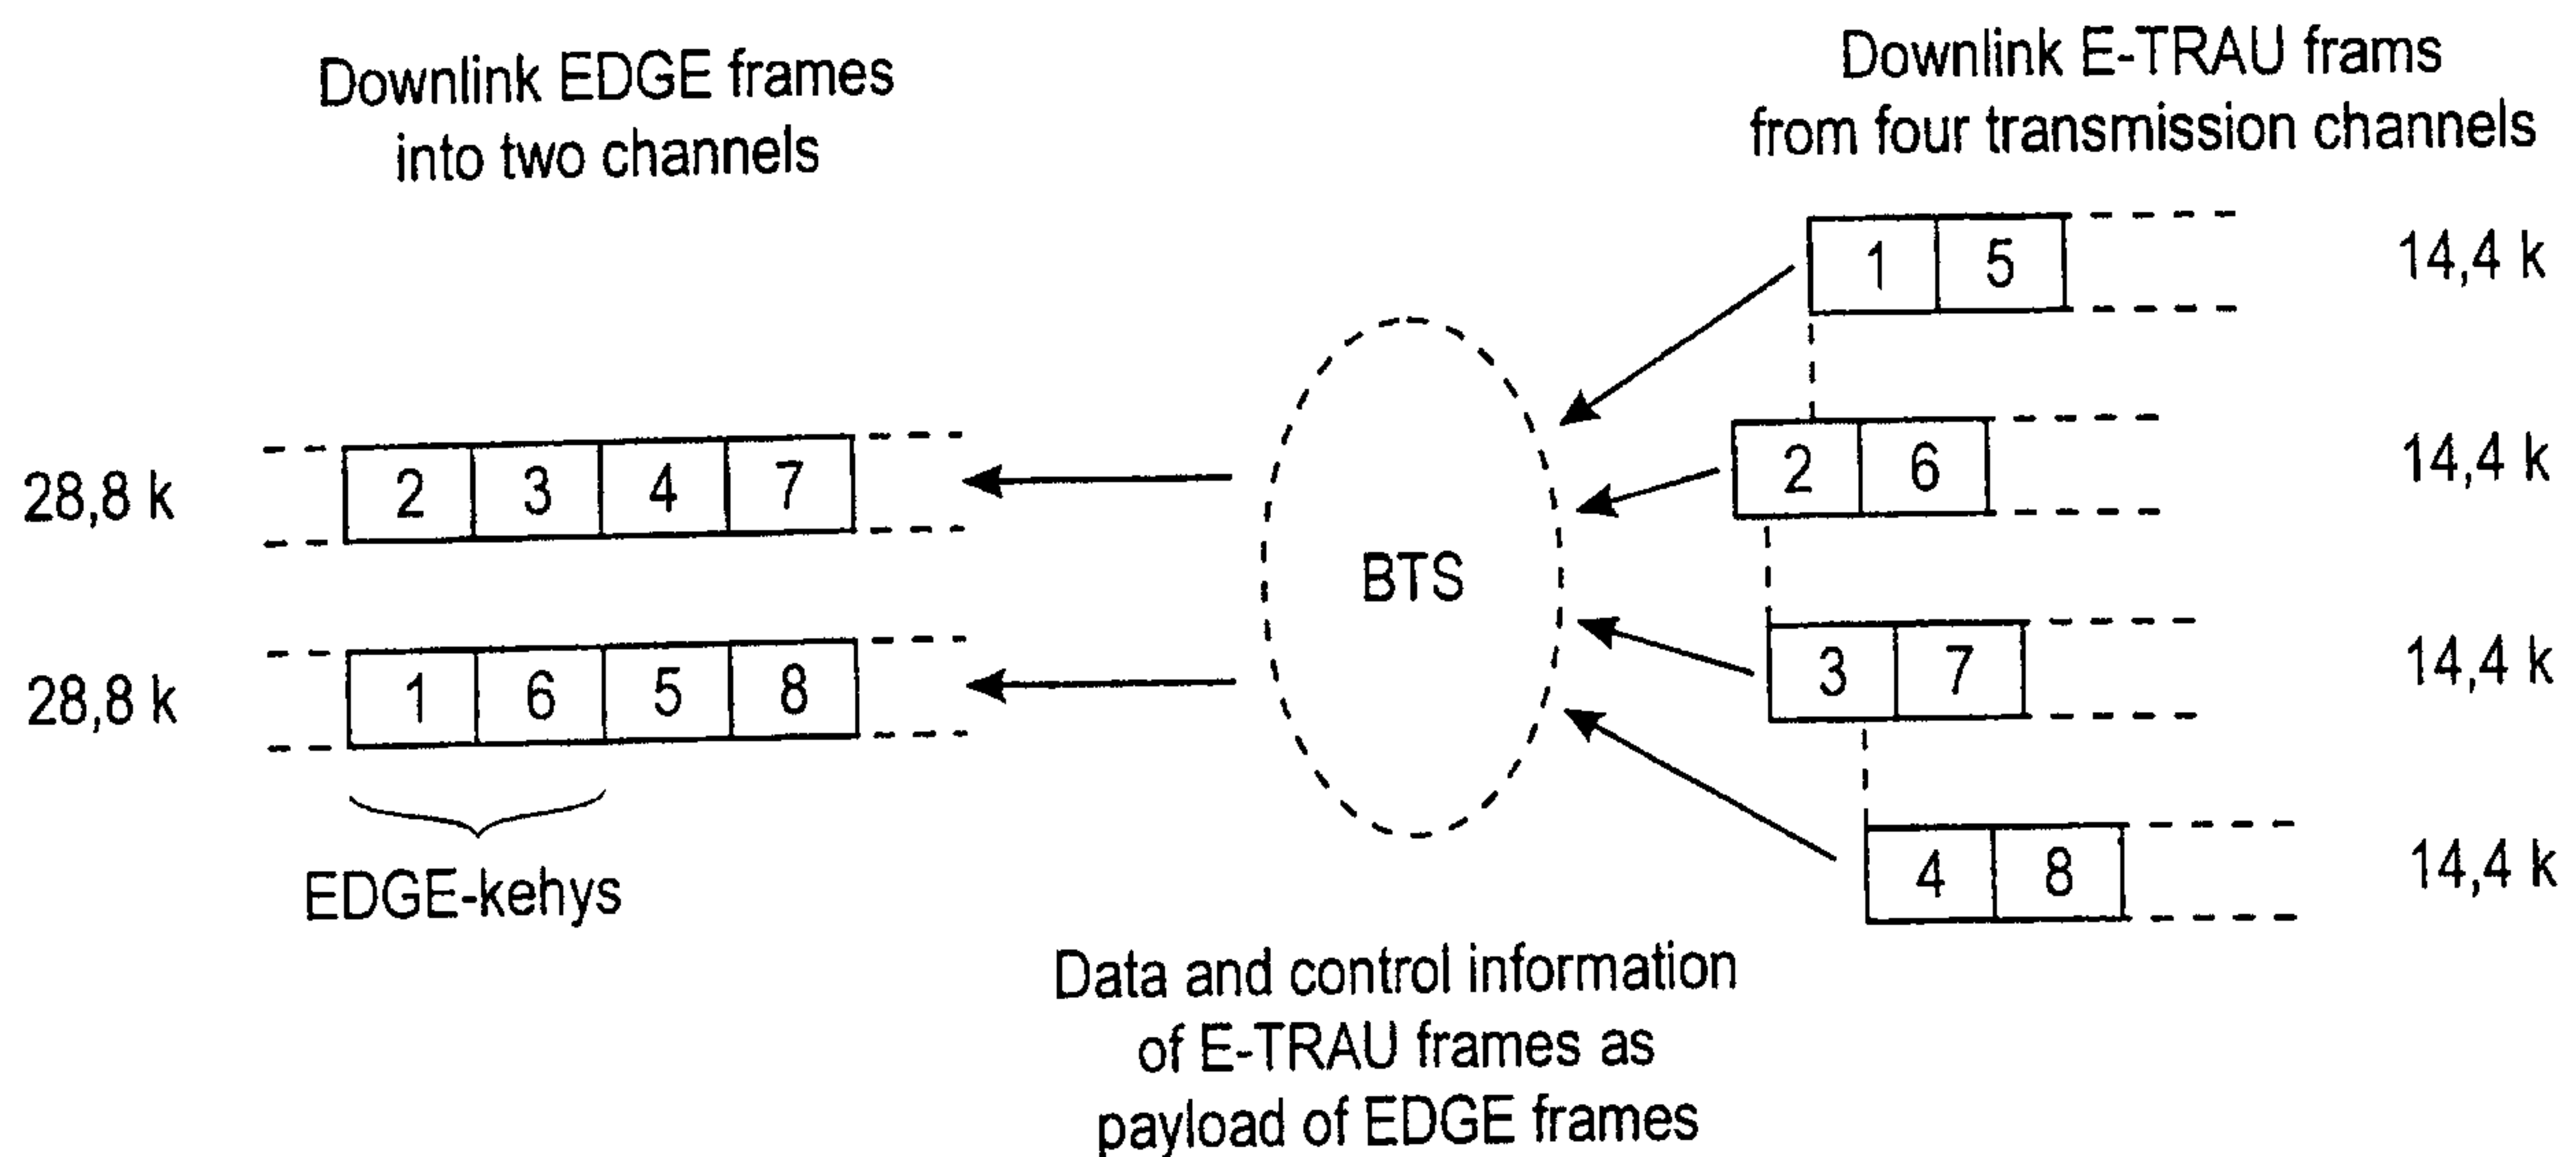 Downlink EDGE frames
into two channels
Downlink E-TRAU frams
from four transmission channels
1 5 14,4 k
2 6 14,4 k
28,8 k 2 3 4 7
BTS
3 7 14,4 k
28,8 k 1 6 5 8
4 8 14,4 k
EDGE-kehys
Data and control information
of E-TRAU frames as
payload of EDGE frames